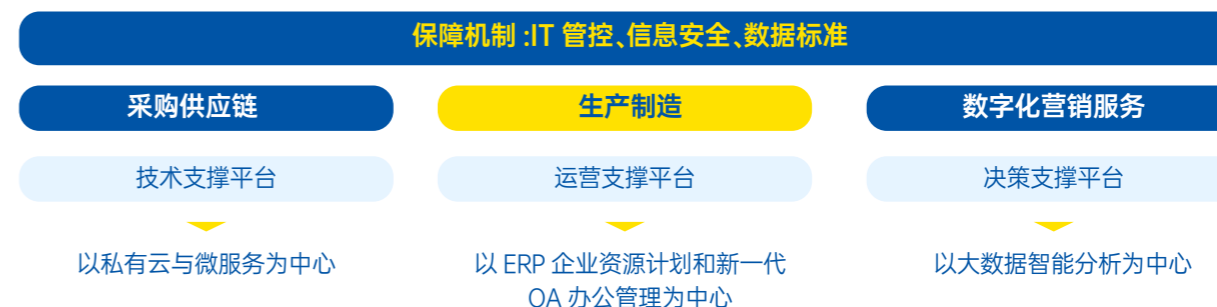 保障机制 :IT 管控、信息安全、数据标准
采购供应链
生产制造
数字化营销服务
技术支撑平台
运营支撑平台
决策支撑平台
以私有云与微服务为中心
以 ERP 企业资源计划和新一代
OA 办公管理为中心
以大数据智能分析为中心